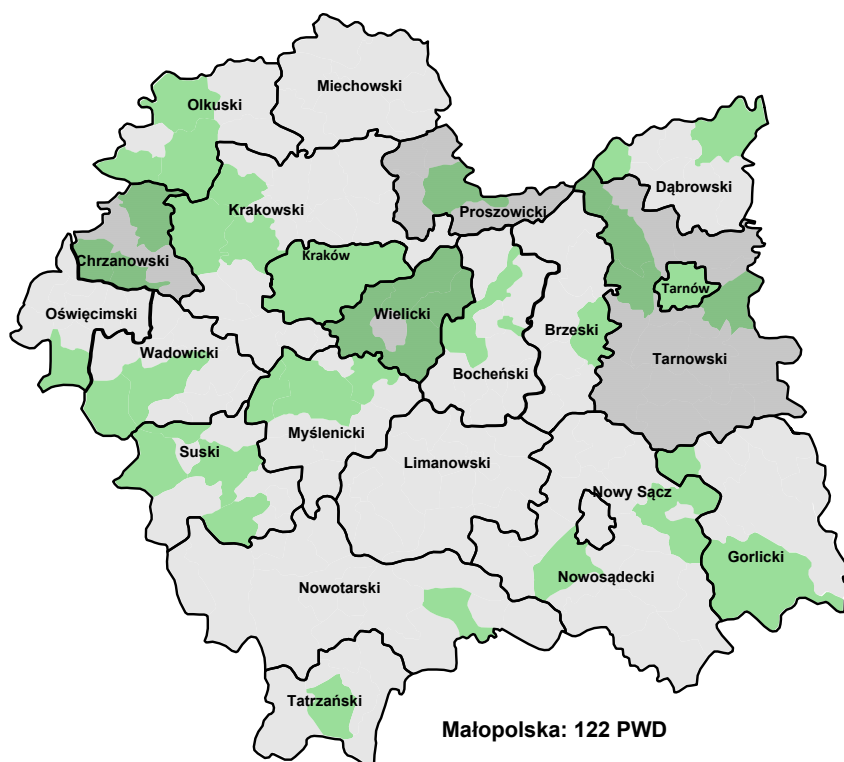 Miechowski
Olkuski
Dąbrowski
Krakowski
Proszowicki
Chrzanowski
Kraków
Tarnów
Oświęcimski
Wielicki
Brzeski
Wadowicki
Tarnowski
Bocheński
Myślenicki
Suski
Limanowski
Nowy Sącz
Gorlicki
Nowosądecki
Nowotarski
Tatrzański
Małopolska: 122 PWD